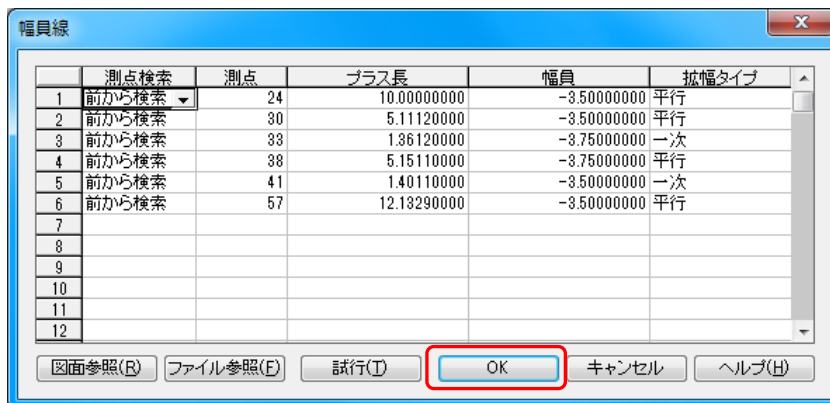 幅員線
測点検索 測点 プラス長 幅員 拡幅タイプ
1 前から検索 24 10.00000000 -3.50000000 平行
2 前から検索 30 5.11120000 -3.50000000 平行
3 前から検索 33 1.36120000 -3.75000000 一次
4 前から検索 38 5.15110000 -3.75000000 平行
5 前から検索 41 1.40110000 -3.50000000 一次
6 前から検索 57 12.13290000 -3.50000000 平行
7
8
9
10
11
12
図面参照(R) ファイル参照(F) 試行(T) OK キャンセル ヘルプ(H)